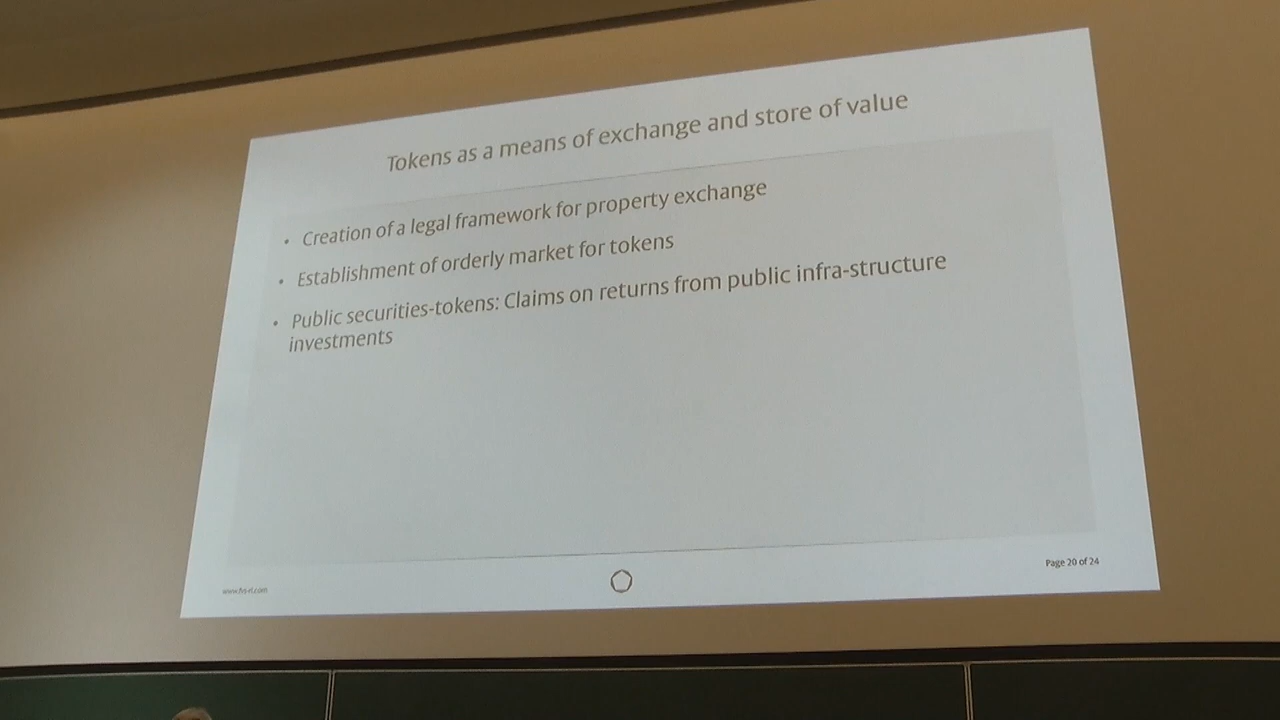 Tokens as a means of exchange and store of value
• Creation of a legal framework for property exchange
• Establishment of orderly market for tokens
• Public securities-tokens: Claims on returns from public infra-structure
investments
Page 20 of 24